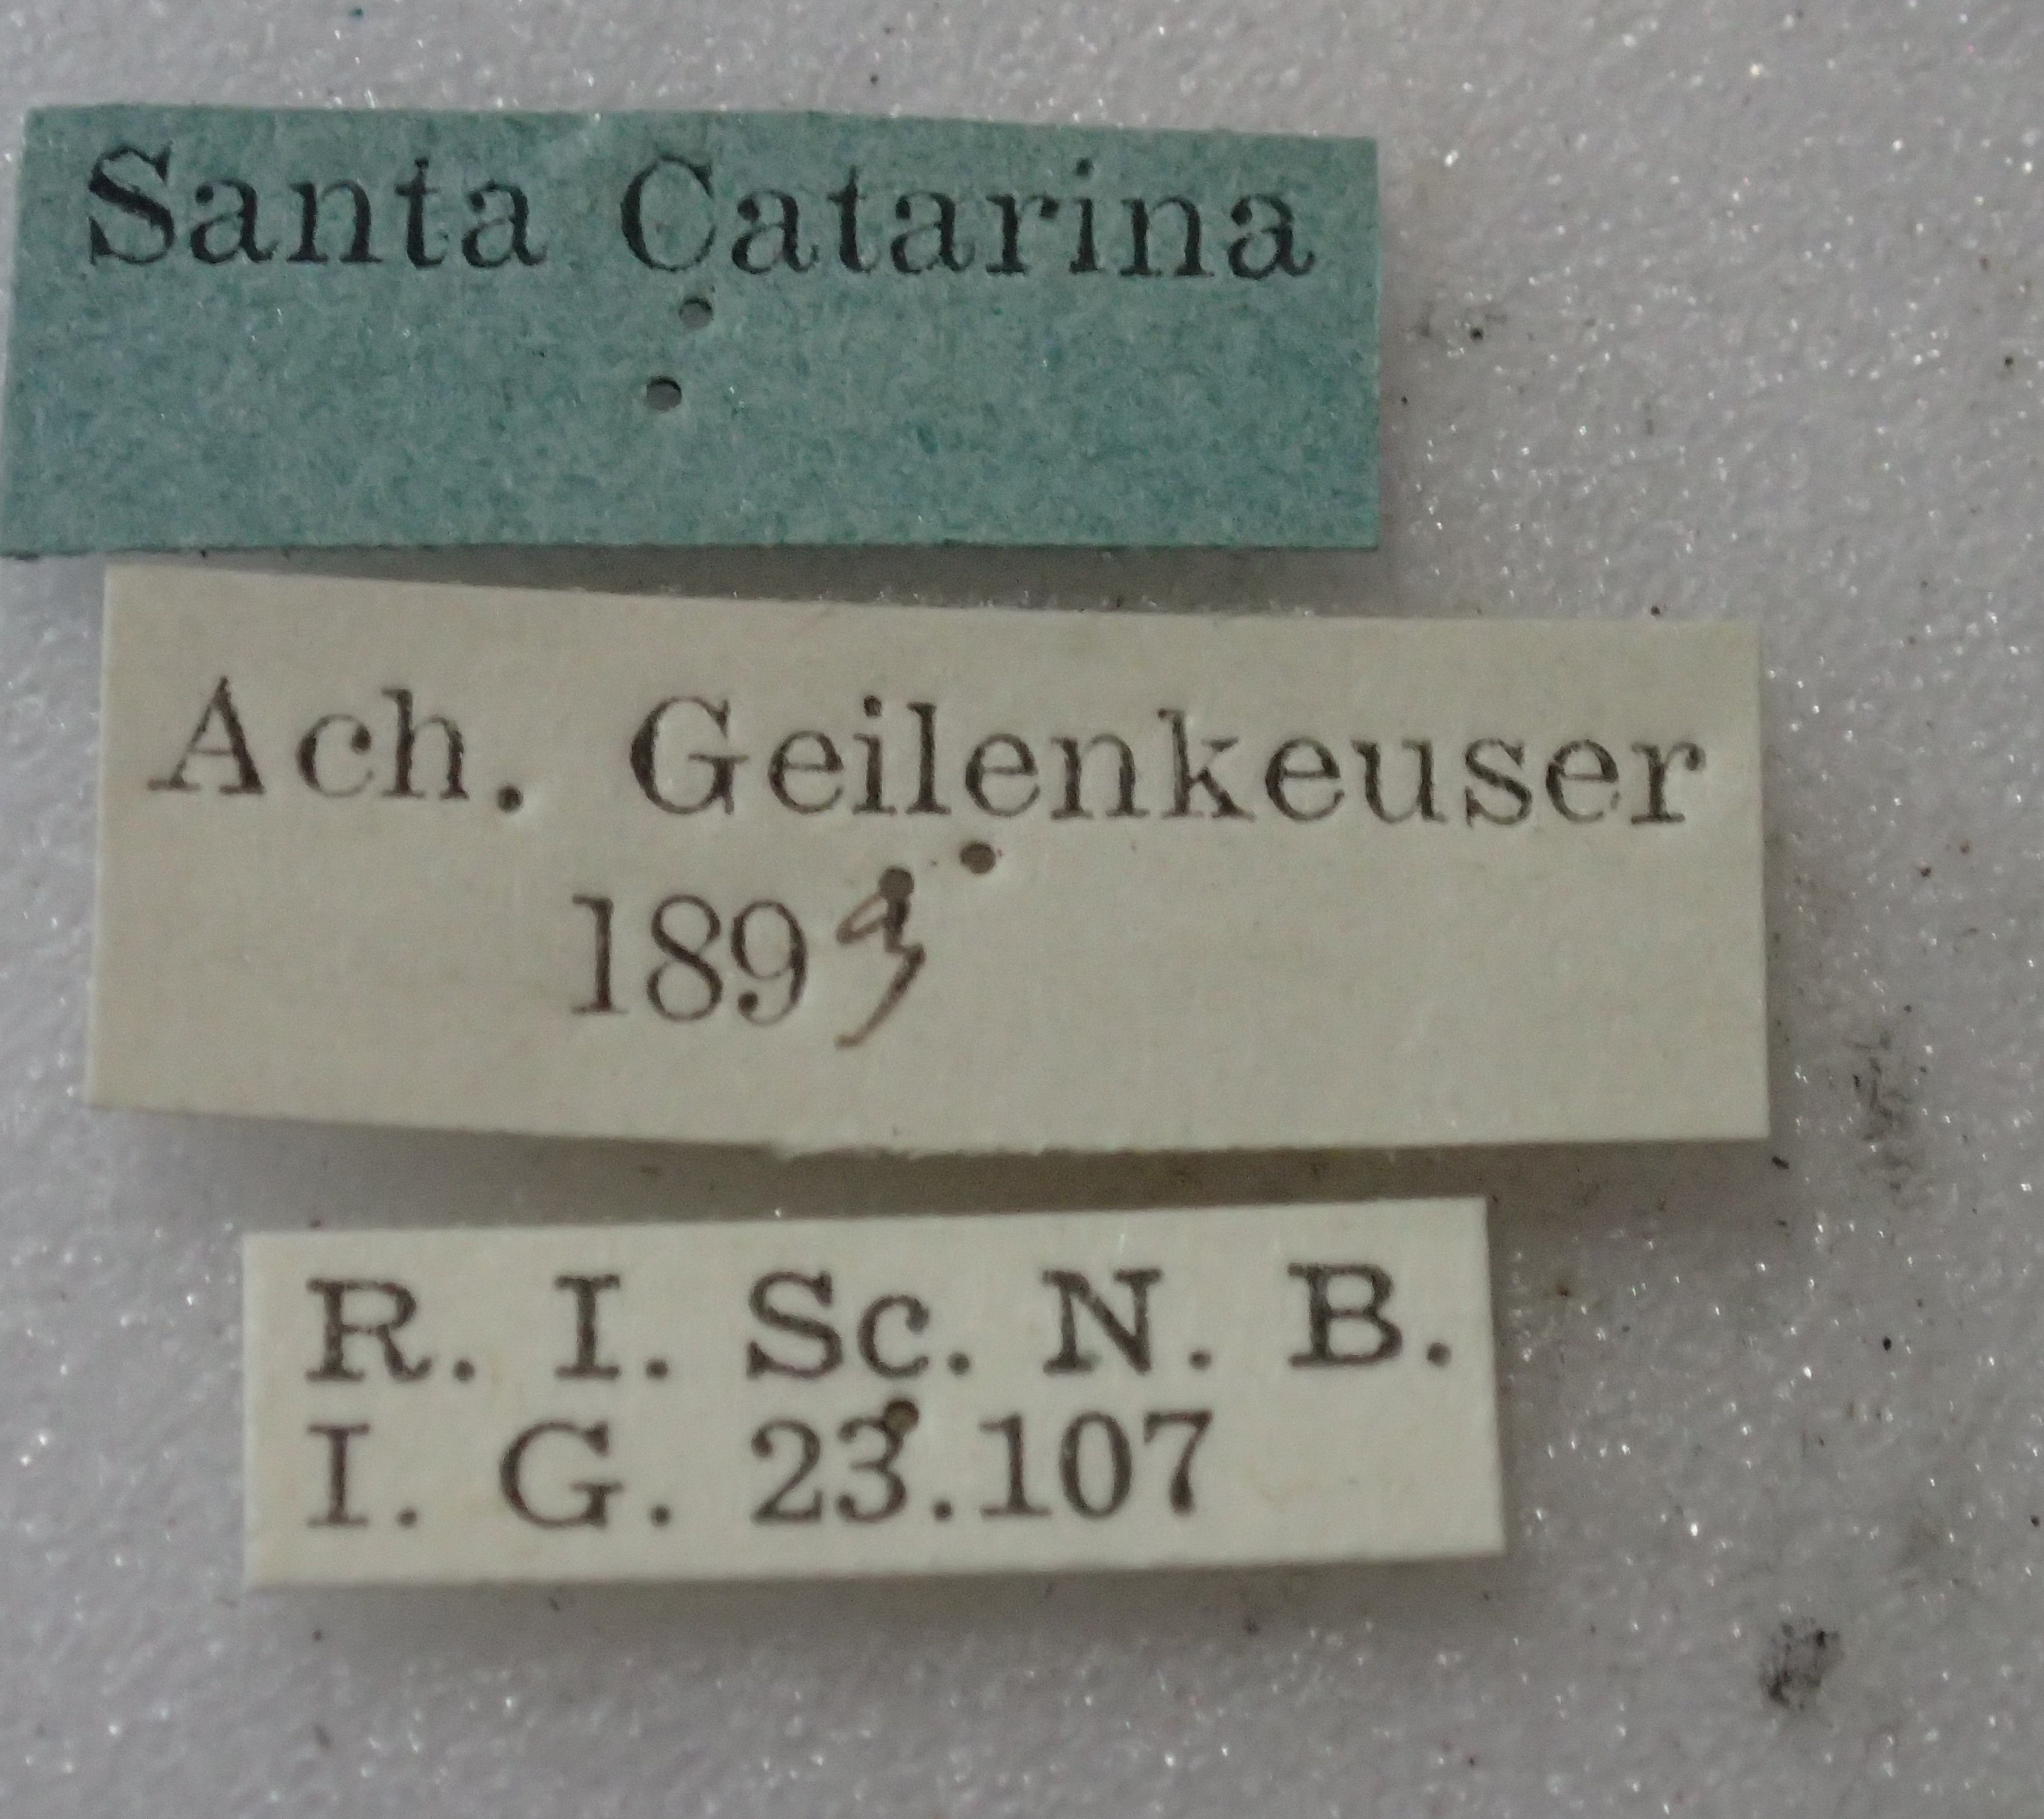 Santa Catarina
Ach. Geilenkeuser
1893
R. I. Sc. N. B.
I. G. 23.107